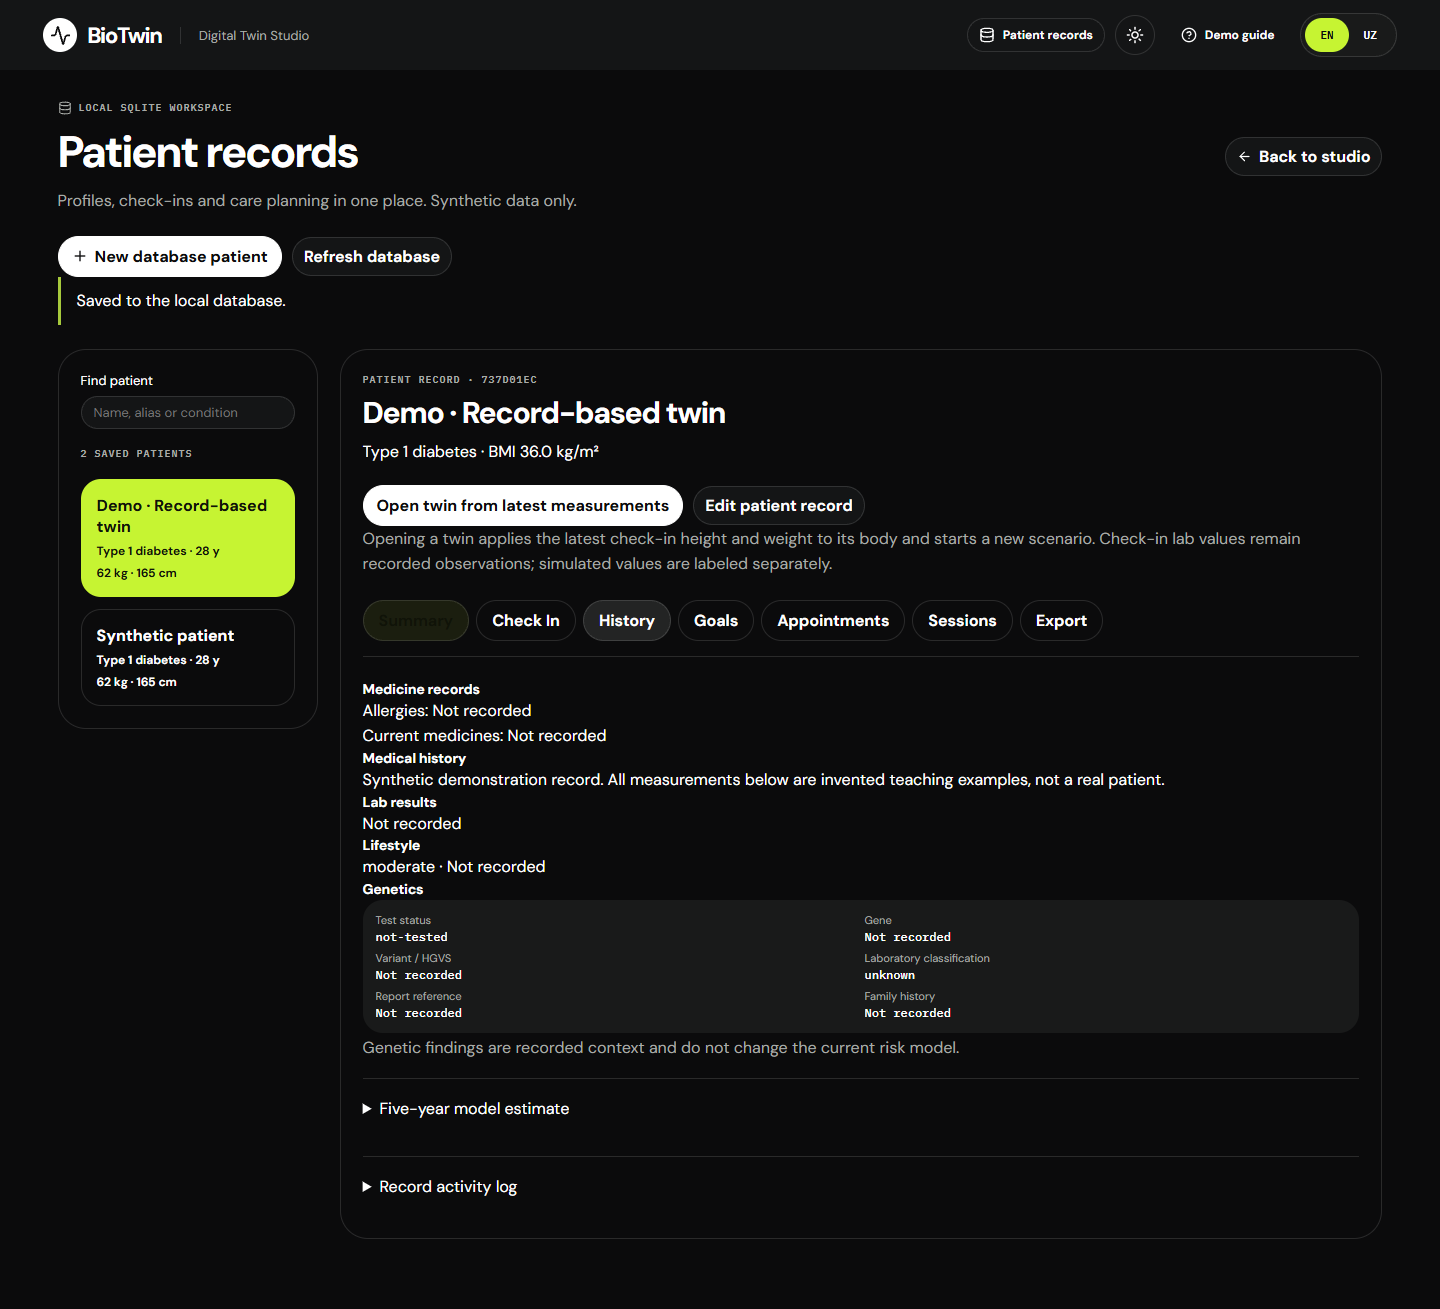 BioTwin
Digital Twin Studio
Patient records
Demo guide
EN
UZ
LOCAL SQLITE WORKSPACE
Patient records
Back to studio
Profiles, check-ins and care planning in one place. Synthetic data only.
+ New database patient
Refresh database
Saved to the local database.
Find patient
Name, alias or condition
2 SAVED PATIENTS
Demo · Record-based
twin
Type 1 diabetes · 28 y
62 kg · 165 cm
Synthetic patient
Type 1 diabetes · 28 y
62 kg · 165 cm
PATIENT RECORD · 737D01EC
Demo · Record-based twin
Type 1 diabetes · BMI 36.0 kg/m²
Open twin from latest measurements
Edit patient record
Opening a twin applies the latest check-in height and weight to its body and starts a new scenario. Check-in lab values remain
recorded observations; simulated values are labeled separately.
Summary
Check In
History
Goals
Appointments
Sessions
Export
Medicine records
Allergies: Not recorded
Current medicines: Not recorded
Medical history
Synthetic demonstration record. All measurements below are invented teaching examples, not a real patient.
Lab results
Not recorded
Lifestyle
moderate · Not recorded
Genetics
Test status
not-tested
Gene
Not recorded
Variant / HGVS
Not recorded
Laboratory classification
unknown
Report reference
Not recorded
Family history
Not recorded
Genetic findings are recorded context and do not change the current risk model.
Five-year model estimate
Record activity log